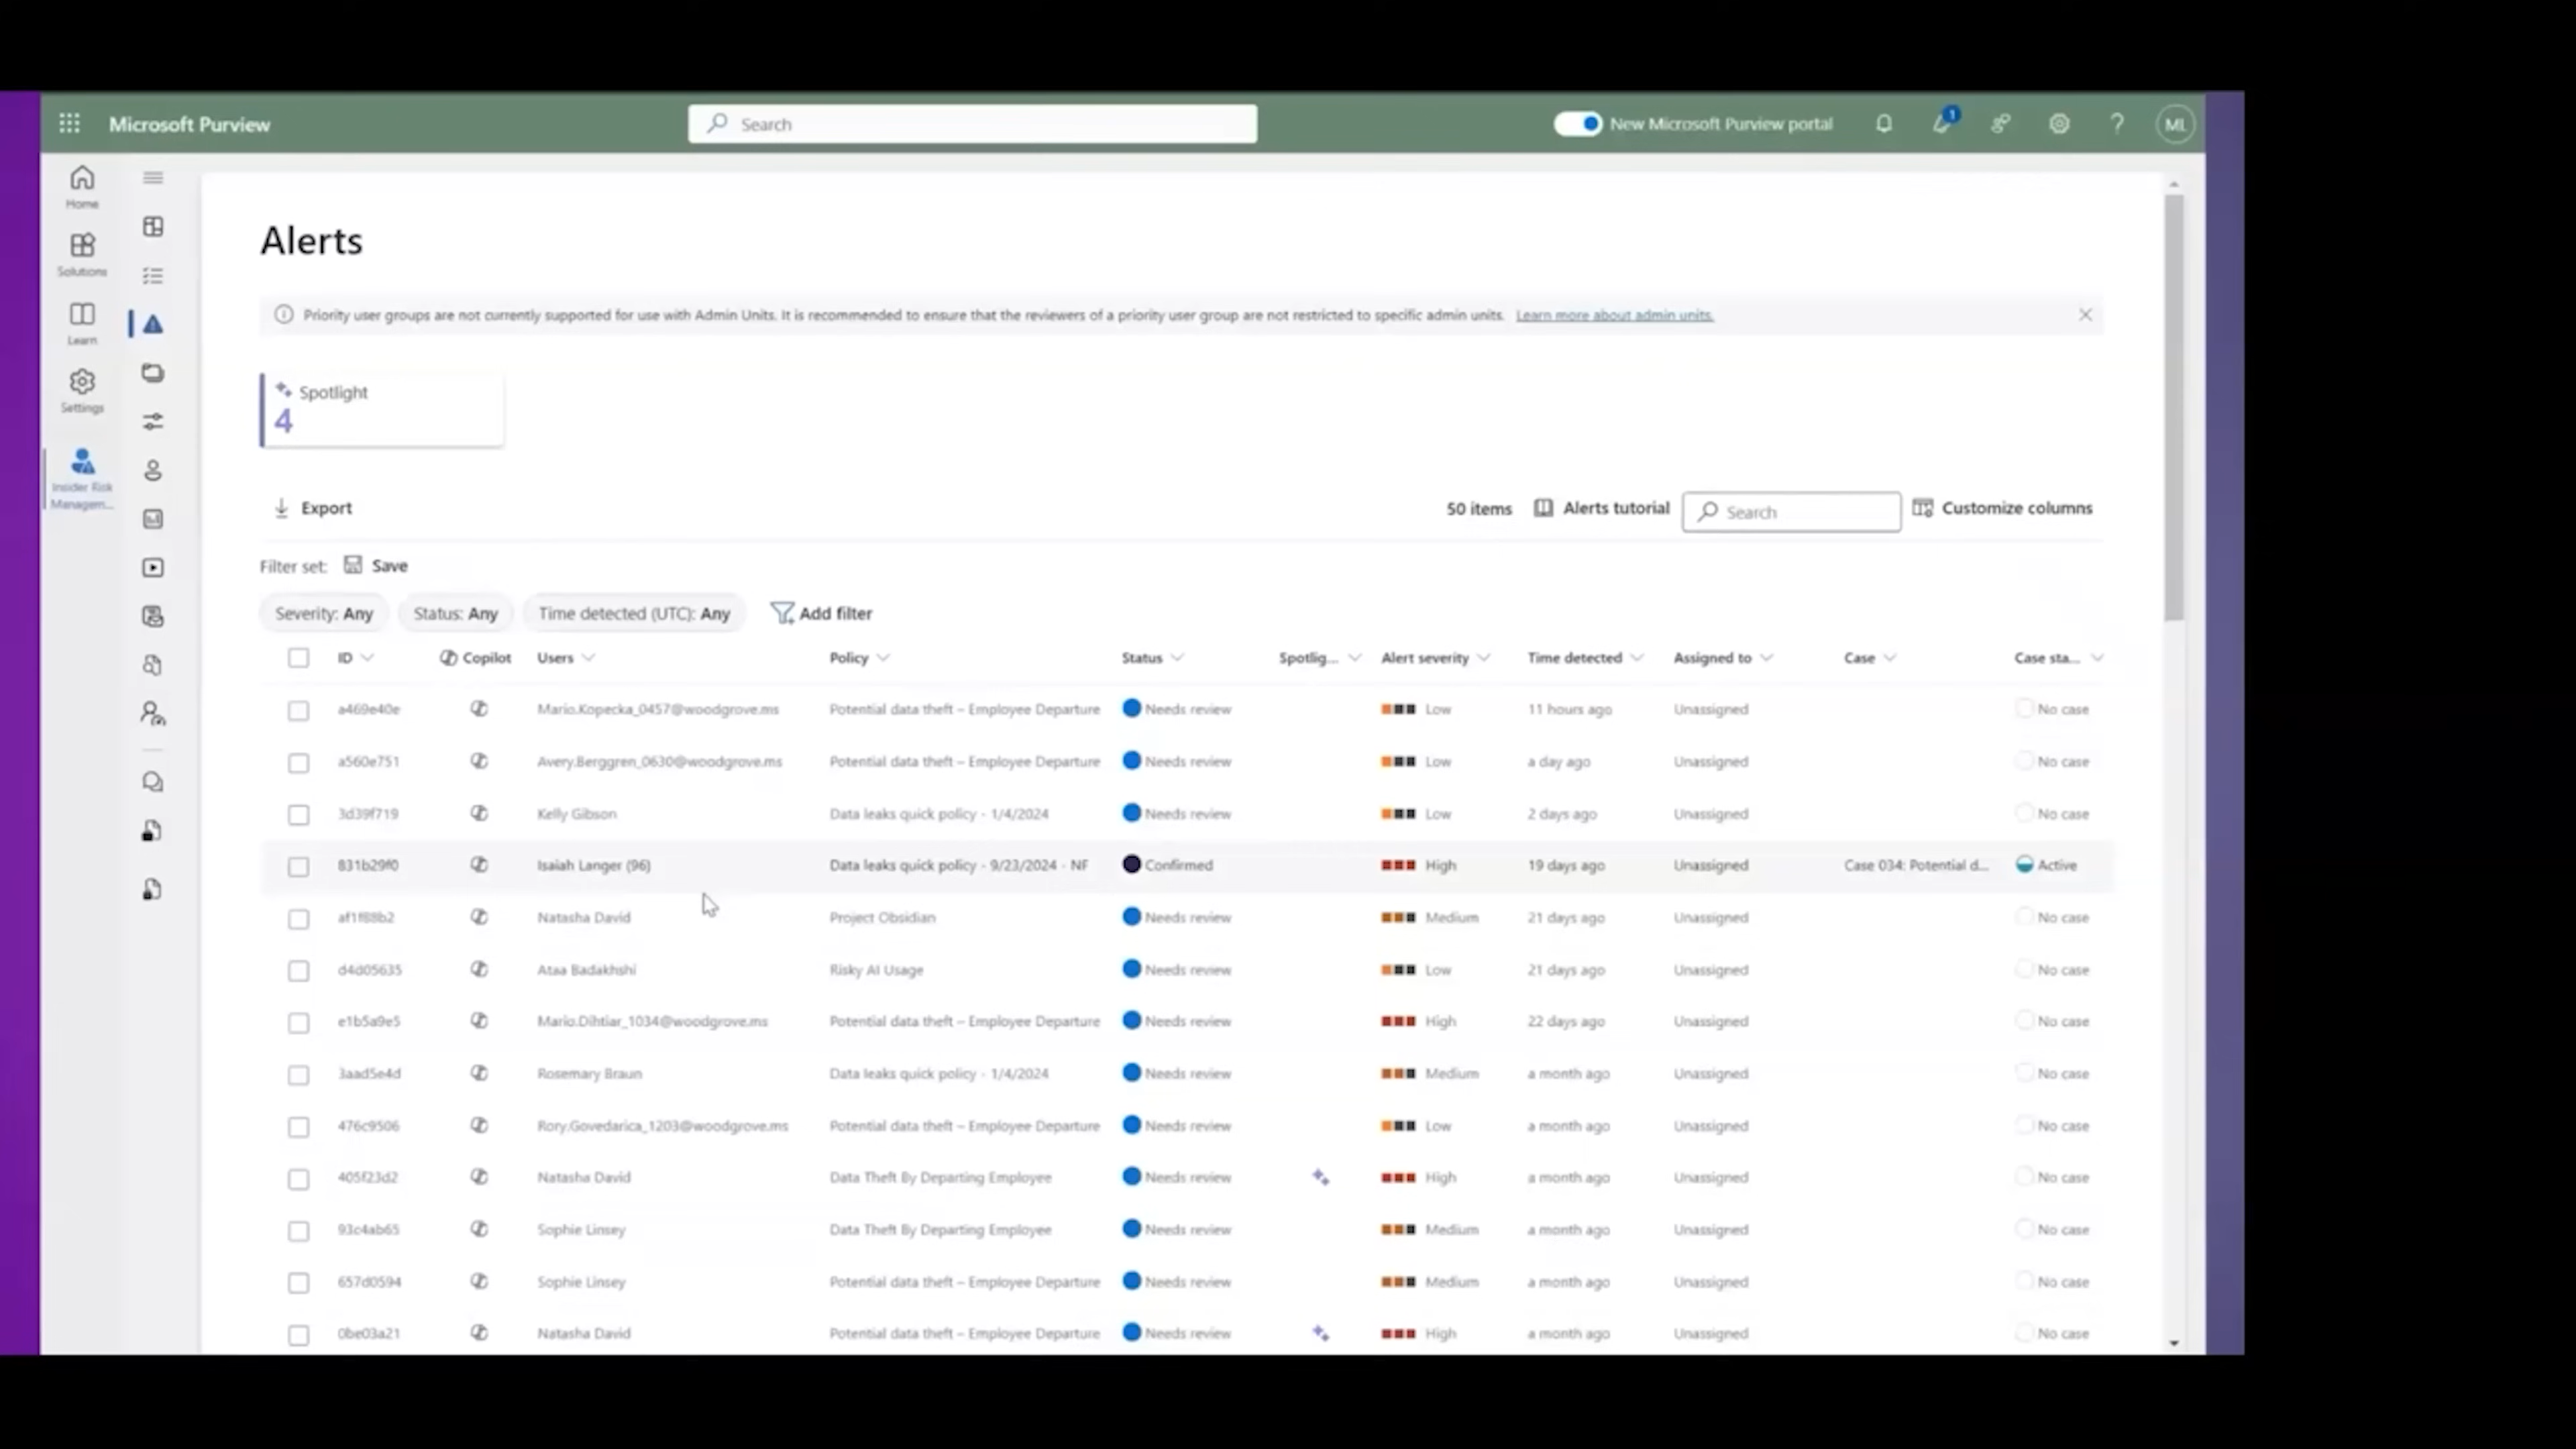 Microsoft Purview
Search
New Microsoft Purview portal
1
?
ML
Home
Solutions
Learn
Settings
Insider Risk
Managem...
Alerts
Priority user groups are not currently supported for use with Admin Units. It is recommended to ensure that the reviewers of a priority user group are not restricted to specific admin units. Learn more about admin units.
Spotlight
4
Export
50 items Alerts tutorial Search Customize columns
Filter set: Save
Severity: Any Status: Any Time detected (UTC): Any Add filter
ID Copilot Users Policy Status Spotlig... Alert severity Time detected Assigned to Case Case sta...
a469e40e Mario.Kopecka_0457@woodgrove.ms Potential data theft – Employee Departure Needs review Low 11 hours ago Unassigned No case
a560e751 Avery.Berggren_0630@woodgrove.ms Potential data theft – Employee Departure Needs review Low a day ago Unassigned No case
3d39f719 Kelly Gibson Data leaks quick policy - 1/4/2024 Needs review Low 2 days ago Unassigned No case
831b29f0 Isaiah Langer (96) Data leaks quick policy - 9/23/2024 - NF Confirmed High 19 days ago Unassigned Case 034: Potential d... Active
af1f88b2 Natasha David Project Obsidian Needs review Medium 21 days ago Unassigned No case
d4d05635 Ataa Badakhshi Risky AI Usage Needs review Low 21 days ago Unassigned No case
e1b5a9e5 Mario.Dihtiar_1034@woodgrove.ms Potential data theft – Employee Departure Needs review High 22 days ago Unassigned No case
3aad5e4d Rosemary Braun Data leaks quick policy - 1/4/2024 Needs review Medium a month ago Unassigned No case
476c9506 Rory.Govedarica_1203@woodgrove.ms Potential data theft – Employee Departure Needs review Low a month ago Unassigned No case
405f23d2 Natasha David Data Theft By Departing Employee Needs review High a month ago Unassigned No case
93c4ab65 Sophie Linsey Data Theft By Departing Employee Needs review Medium a month ago Unassigned No case
657d0594 Sophie Linsey Potential data theft – Employee Departure Needs review Medium a month ago Unassigned No case
0be03a21 Natasha David Potential data theft – Employee Departure Needs review High a month ago Unassigned No case